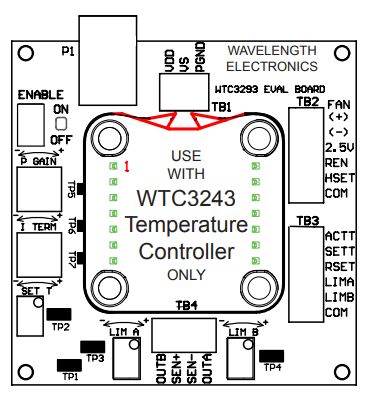 P1
VDD
VS
PGND
WAVELENGTH
ELECTRONICS
WTC3293 EVAL BOARD
ENABLE
ON
OFF
TB1
TB2
FAN
(+)
(-)
2.5V
REN
HSET
COM
- +
P GAIN
TP5
- +
I TERM
TP6
TP7
- +
SET T
TP2
1
USE
WITH
WTC3243
Temperature
Controller
ONLY
TB3
ACTT
SETT
RSET
LIMA
LIMB
COM
TB4
- +
LIM A
- +
LIM B
TP3
TP1
TP4
OUTB
SEN+
SEN-
OUTA